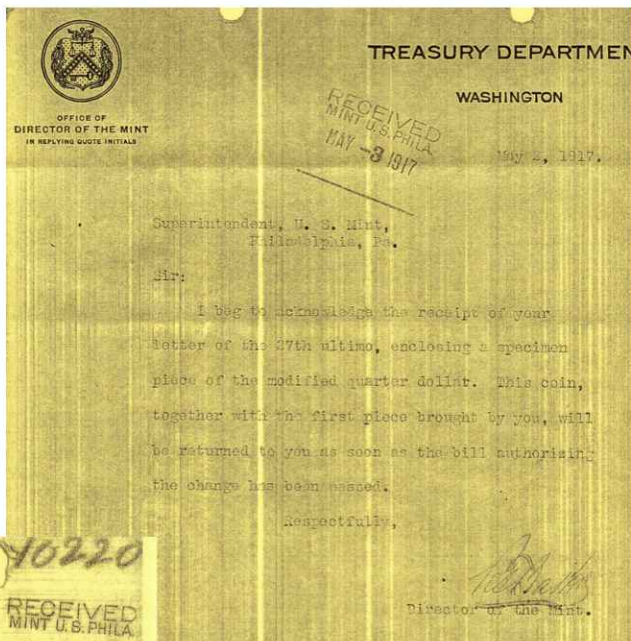 TREASURY DEPARTMEN
WASHINGTON
OFFICE OF
DIRECTOR OF THE MINT
IN REPLYING QUOTE INITIALS
RECEIVED
MINT U.S. PHILA.
MAY -3 1917
May 2, 1917.
Superintendent, U. S. Mint,
Philadelphia, Pa.
Sir:
I beg to acknowledge the receipt of your
letter of the 27th ultimo, enclosing a specimen
piece of the modified quarter dollar. This coin,
together with the first piece brought by you, will
be returned to you as soon as the bill authorizing
the change has been passed.
Respectfully,
Director of the Mint.
40220
RECEIVED
MINT U.S. PHILA.